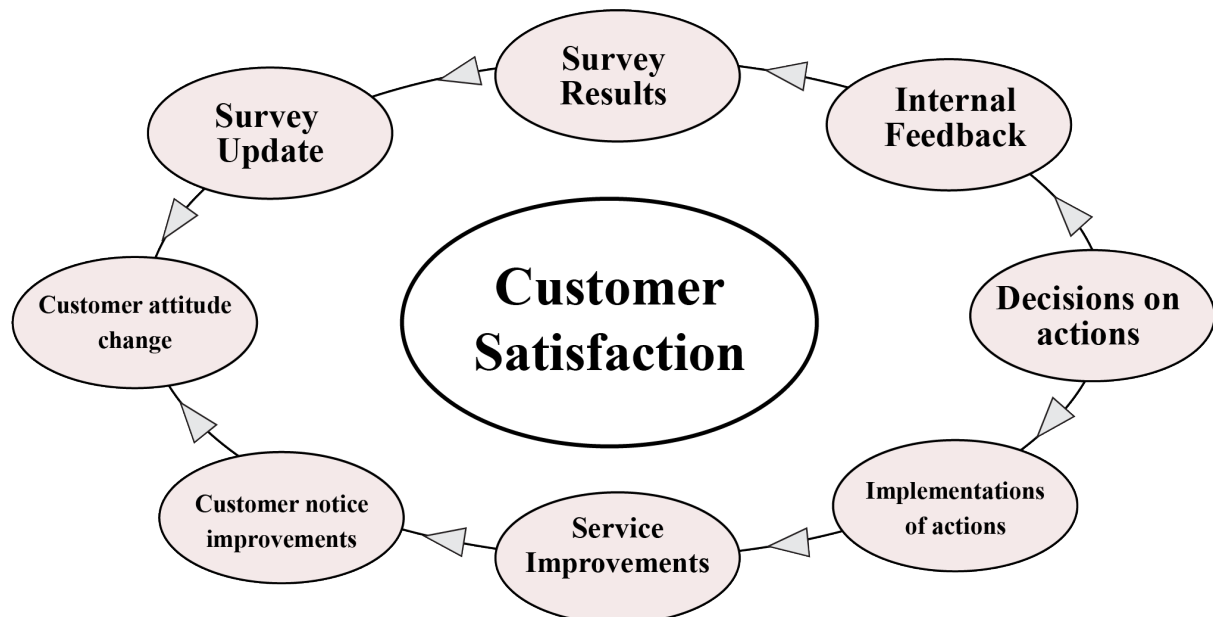 Survey
Results
Internal
Feedback
Survey
Update
Customer
Satisfaction
Customer attitude
change
Decisions on
actions
Customer notice
improvements
Service
Improvements
Implementations
of actions